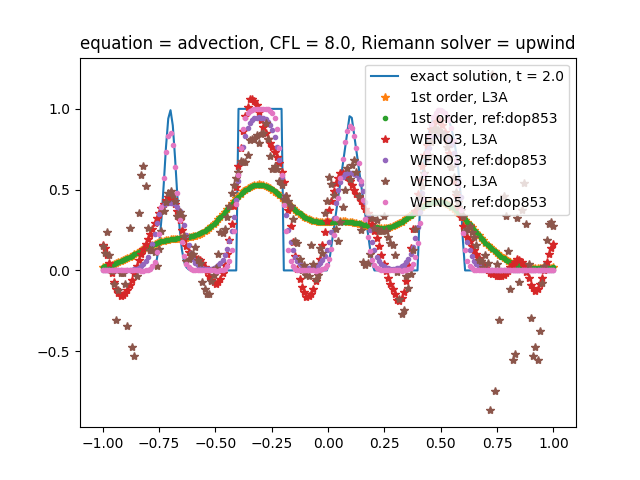 equation = advection, CFL = 8.0, Riemann solver = upwind
exact solution, t = 2.0
1st order, L3A
1st order, ref:dop853
WENO3, L3A
WENO3, ref:dop853
WENO5, L3A
WENO5, ref:dop853
1.0
0.5
0.0
−0.5
−1.00 −0.75 −0.50 −0.25 0.00 0.25 0.50 0.75 1.00